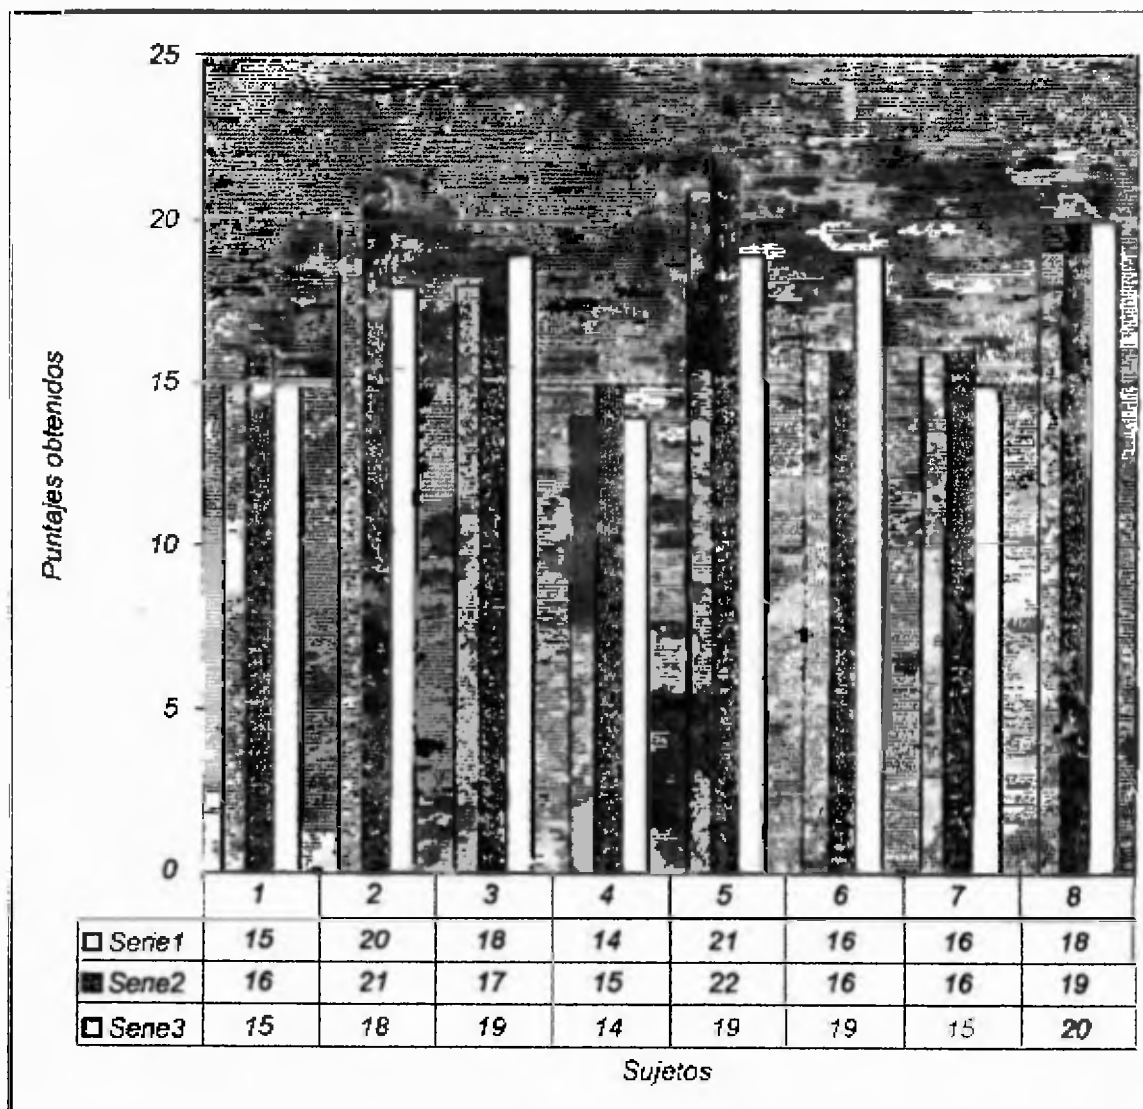 25
20
15
10
5
0
Puntajes obtenidos
1 2 3 4 5 6 7 8
Serie1 15 20 18 14 21 16 16 18
Sene2 16 21 17 15 22 16 16 19
Sene3 15 18 19 14 19 19 15 20
Sujetos